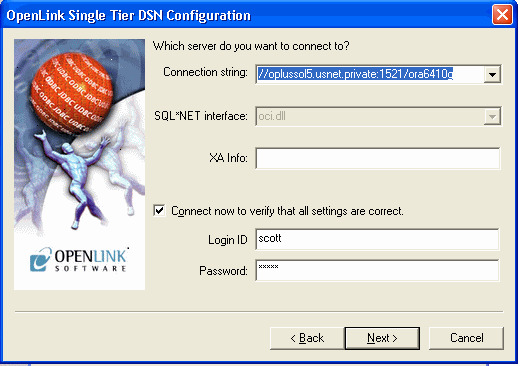 OpenLink Single Tier DSN Configuration
Which server do you want to connect to?
Connection string: //oplussol5.usnet.private:1521/ora6410g
SQL*NET interface: oci.dll
XA Info:
Connect now to verify that all settings are correct.
Login ID scott
Password: *****
OPENLINK
SOFTWARE
< Back Next > Cancel